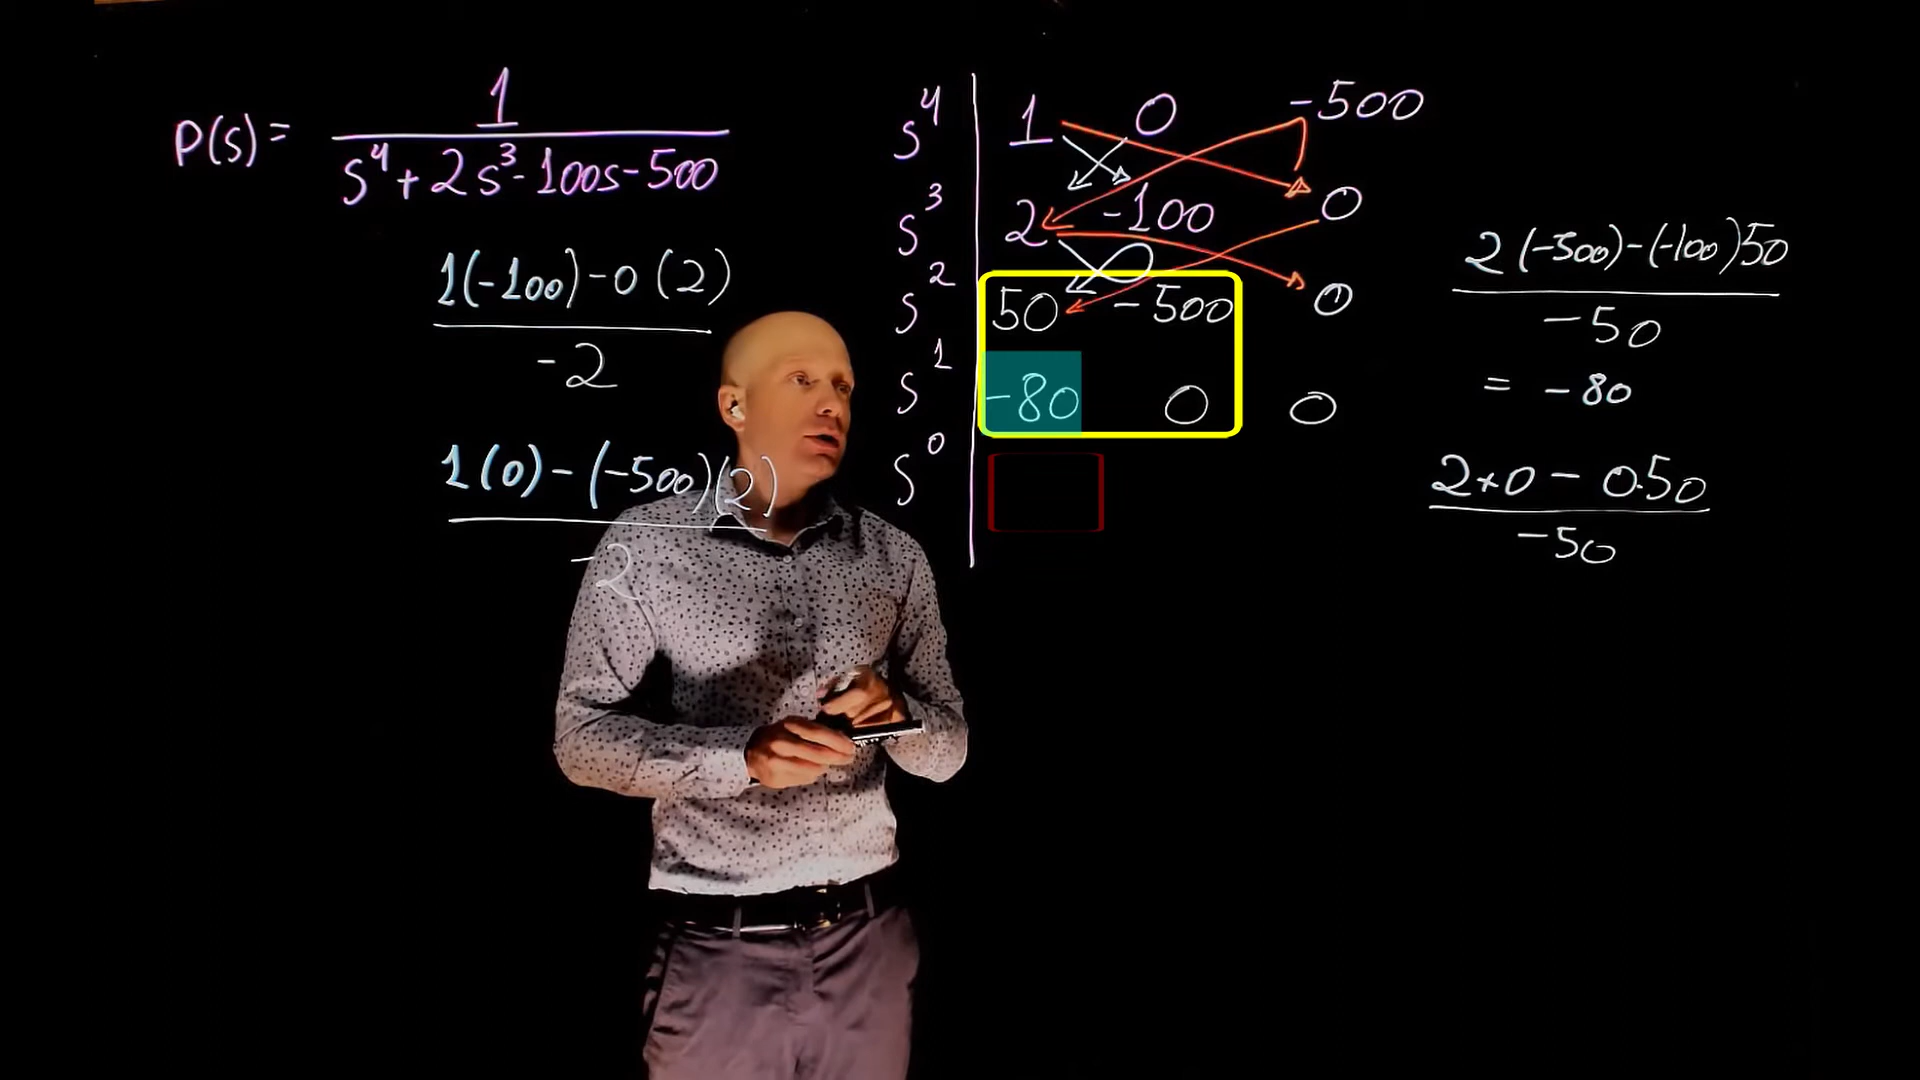 P(s)= 1 / s⁴+2s³-100s-500
1(-100)-0(2)
-2
1(0)-(-500)(2)
-2
s⁴ 1 0 -500
s³ 2 -100 0
s² 50 -500 0
s¹ -80 0 0
s⁰
2(-500)-(-100)50
-50
= -80
2*0 - 0.50
-50